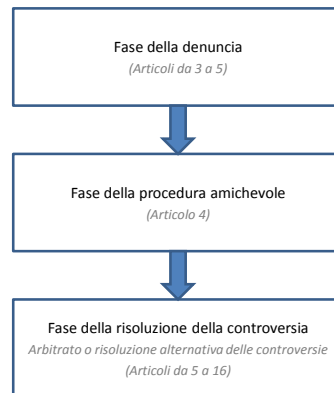 Fase della denuncia
(Articoli da 3 a 5)
Fase della procedura amichevole
(Articolo 4)
Fase della risoluzione della controversia
Arbitrato o risoluzione alternativa delle controversie
(Articoli da 5 a 16)